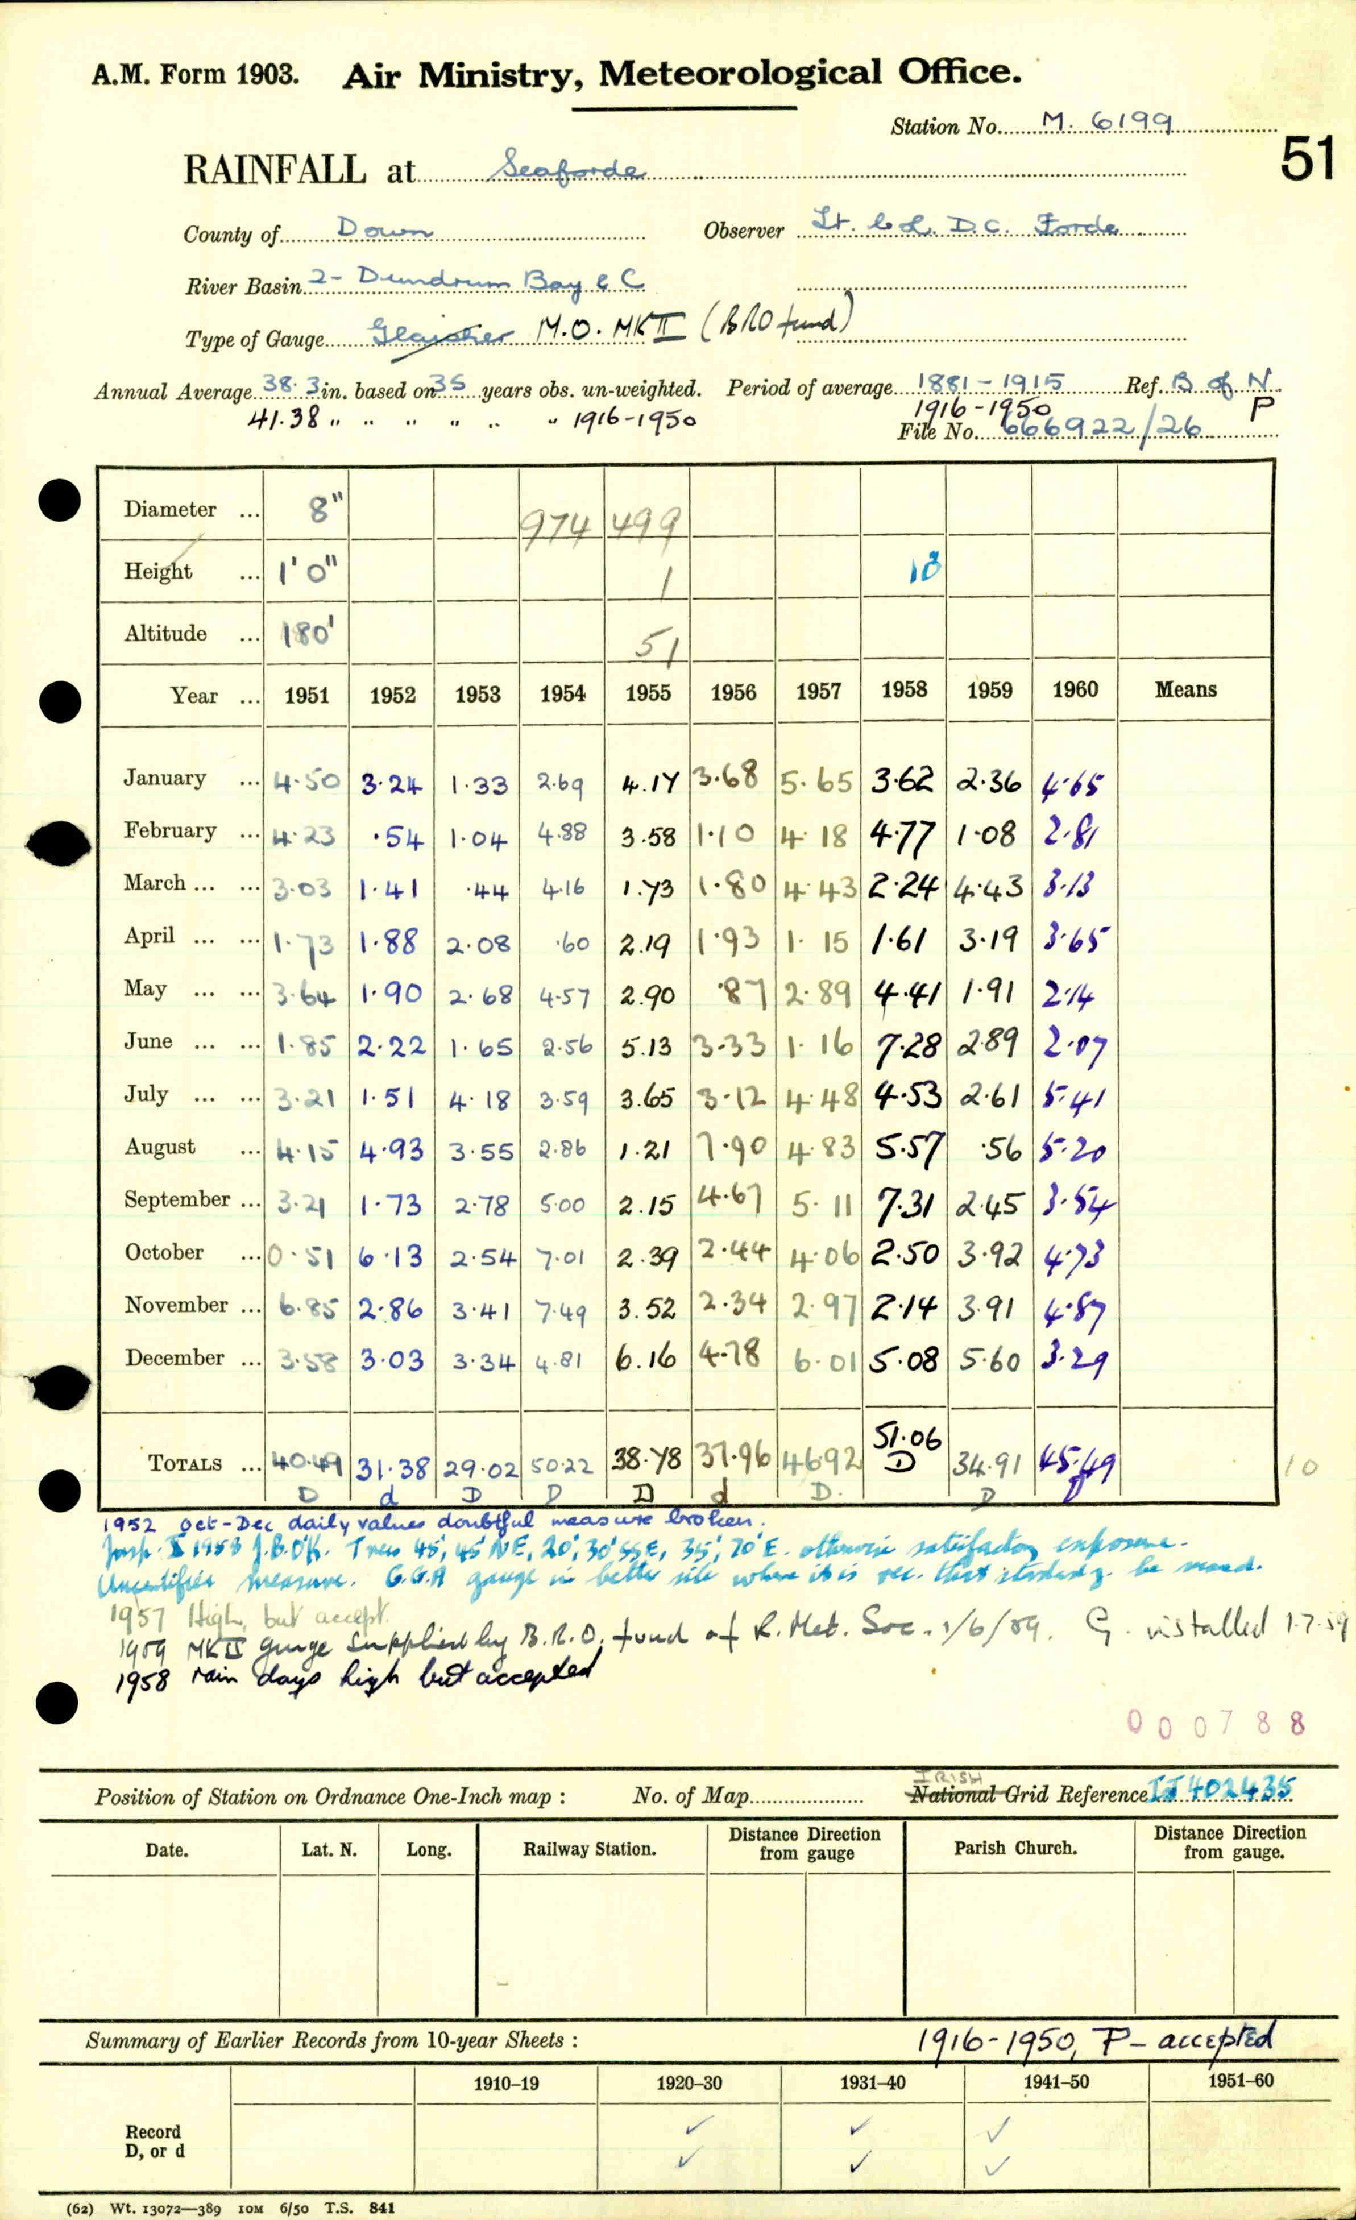 A.M. Form 1903. Air Ministry, Meteorological Office.
Station No. M. 6199
51
RAINFALL at Seaforde
County of Down Observer Lt. Col. D.C. Forde
River Basin 2- Dundrum Bay & C
Type of Gauge Glaisher M.O. MK II (BRO fund)
Annual Average 38.3 in. based on 35 years obs. un-weighted. Period of average 1881-1915 Ref. B of N
41.38 " " " " " " 1916-1950 1916-1950 P
File No. 666922/26
Diameter ... 8" 974 499
Height ... 1' 0" 1 10
Altitude ... 180' 51
Year ... 1951 1952 1953 1954 1955 1956 1957 1958 1959 1960 Means
January ... 4.50 3.24 1.33 2.69 4.17 3.68 5.65 3.62 2.36 4.65
February ... 4.23 .54 1.04 4.88 3.58 1.10 4.18 4.77 1.08 2.81
March ... ... 3.03 1.41 .44 4.16 1.73 1.80 4.43 2.24 4.43 3.13
April ... ... 1.73 1.88 2.08 .60 2.19 1.93 1.15 1.61 3.19 3.65
May ... ... 3.64 1.90 2.68 4.57 2.90 .87 2.89 4.41 1.91 2.14
June ... ... 1.85 2.22 1.65 2.56 5.13 3.33 1.16 7.28 2.89 2.07
July ... ... 3.21 1.51 4.18 3.59 3.65 3.12 4.48 4.53 2.61 5.41
August ... 4.15 4.93 3.55 2.86 1.21 7.90 4.83 5.57 .56 5.20
September ... 3.21 1.73 2.78 5.00 2.15 4.67 5.11 7.31 2.45 3.54
October ... 0.51 6.13 2.54 7.01 2.39 2.44 4.06 2.50 3.92 4.73
November ... 6.85 2.86 3.41 7.49 3.52 2.34 2.97 2.14 3.91 4.87
December ... 3.58 3.03 3.34 4.81 6.16 4.78 6.01 5.08 5.60 3.29
TOTALS ... 40.49 31.38 29.02 50.22 38.78 37.96 46.92 51.06 34.91 45.49 10
D d D D D d D. D D D
1952 Oct-Dec daily values doubtful measure broken.
Insp. 1958 J.B.O'K. Trees 45', 45' NE, 20', 30' SSE, 35', 70' E. otherwise satisfactory exposure.
Uncertified measure. G.G.A gauge in better site where it is rec. that standard be moved.
1957 High, but accept.
1959 MK II gauge supplied by B.R.O. fund of R. Met. Soc. 1/6/59. G. installed 1.7.59
1958 rain days high but accepted
000788
Position of Station on Ordnance One-Inch map : No. of Map IRISH National Grid Reference IJ 402435
Date. Lat. N. Long. Railway Station. Distance Direction from gauge Parish Church. Distance Direction from gauge.
Summary of Earlier Records from 10-year Sheets : 1916-1950, P- accepted
1910-19 1920-30 1931-40 1941-50 1951-60
Record ✓ ✓ ✓
D, or d ✓ ✓ ✓
(62) Wt. 13072—389 10M 6/50 T.S. 841